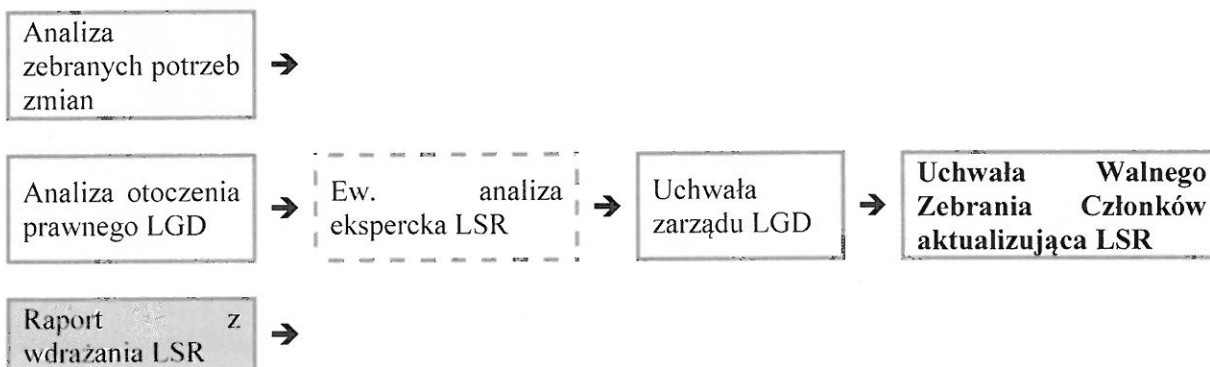 Analiza
zebranych potrzeb
zmian
Analiza otoczenia
prawnego LGD
Ew. analiza
ekspercka LSR
Uchwała
zarządu LGD
Uchwała Walnego
Zebrania Członków
aktualizująca LSR
Raport z
wdrażania LSR